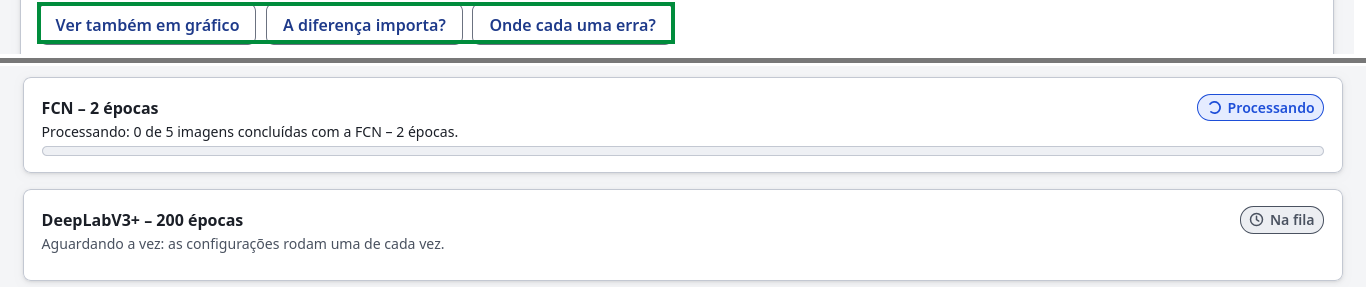 Ver também em gráfico
A diferença importa?
Onde cada uma erra?
FCN – 2 épocas
Processando
Processando: 0 de 5 imagens concluídas com a FCN – 2 épocas.
DeepLabV3+ – 200 épocas
Na fila
Aguardando a vez: as configurações rodam uma de cada vez.